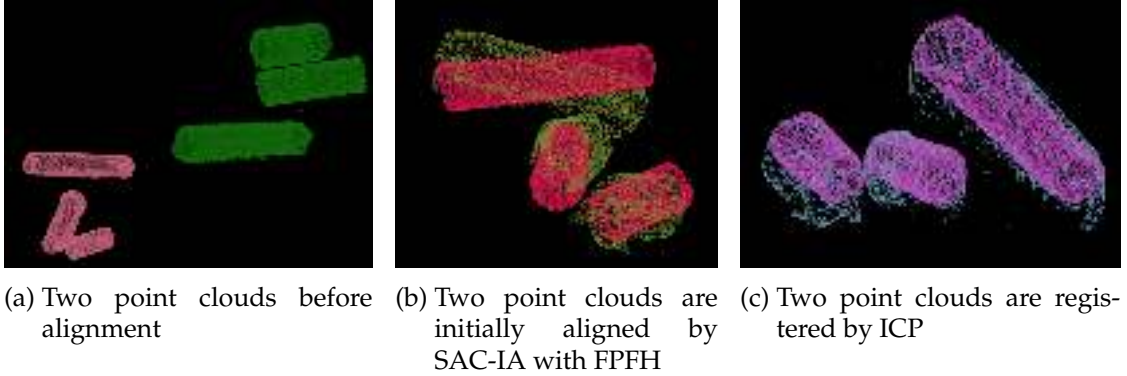 (a) Two point clouds before
alignment
(b) Two point clouds are
initially aligned by
SAC-IA with FPFH
(c) Two point clouds are regis-
tered by ICP